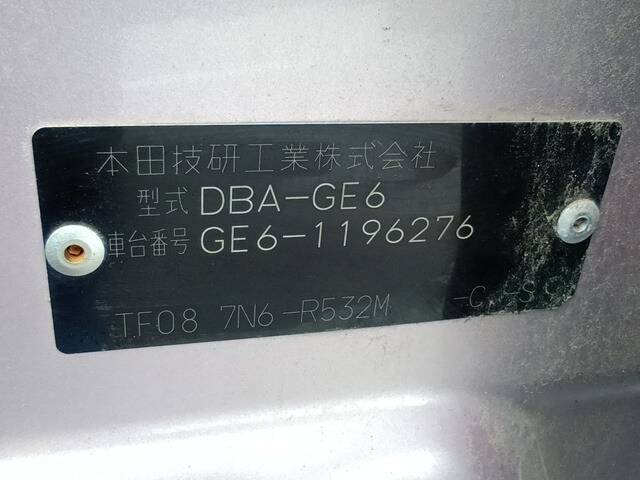 本田技研工業株式会社
型式 DBA-GE6
車台番号 GE6-1196276
TF08 7N6-R532M -C -S